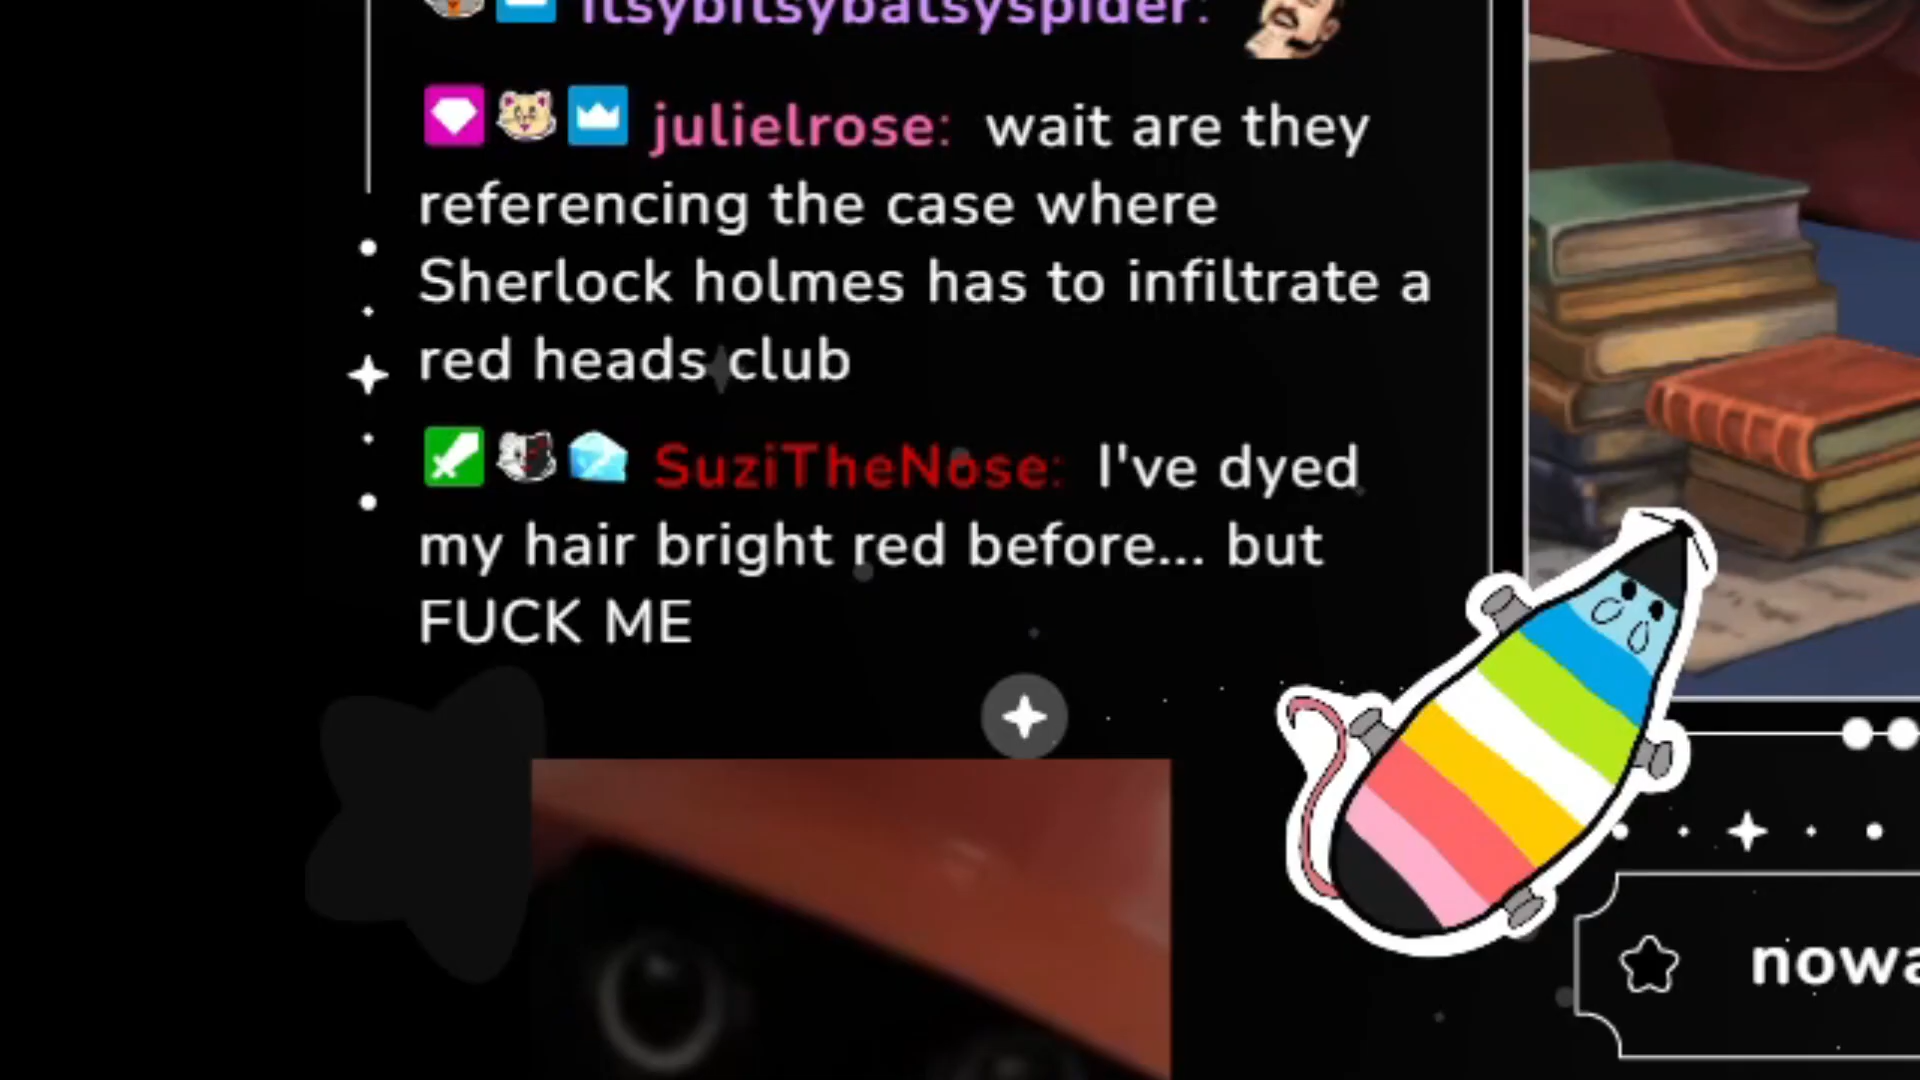 itsybitsybatsyspider:
julielrose: wait are they
referencing the case where
Sherlock holmes has to infiltrate a
red heads club
SuziTheNose: I've dyed
my hair bright red before... but
FUCK ME